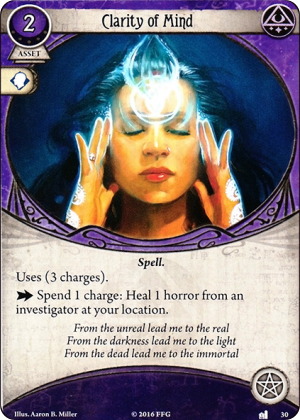 Clarity of Mind
2
ASSET
Spell.
Uses (3 charges).
Spend 1 charge: Heal 1 horror from an
investigator at your location.
From the unreal lead me to the real
From the darkness lead me to the light
From the dead lead me to the immortal
Illus. Aaron B. Miller
© 2016 FFG
30